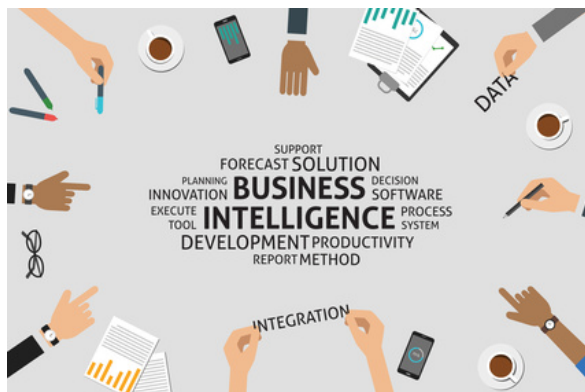 DATA
SUPPORT
FORECAST SOLUTION
PLANNING BUSINESS DECISION
INNOVATION SOFTWARE
EXECUTE INTELLIGENCE PROCESS
TOOL SYSTEM
DEVELOPMENT PRODUCTIVITY
REPORT METHOD
INTEGRATION